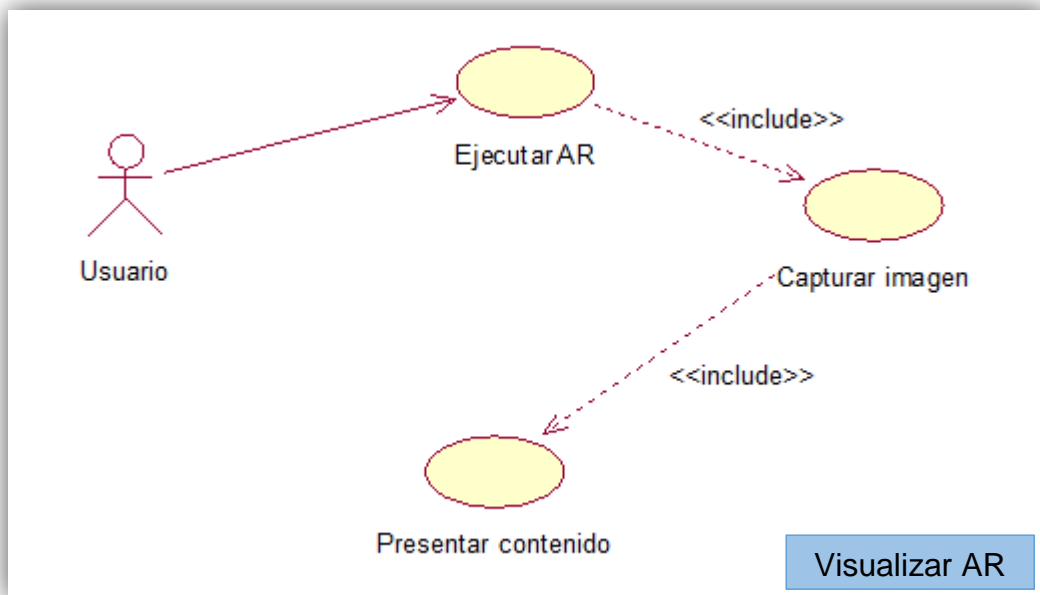 Ejecutar AR
<<include>>
Usuario
Capturar imagen
<<include>>
Presentar contenido
Visualizar AR